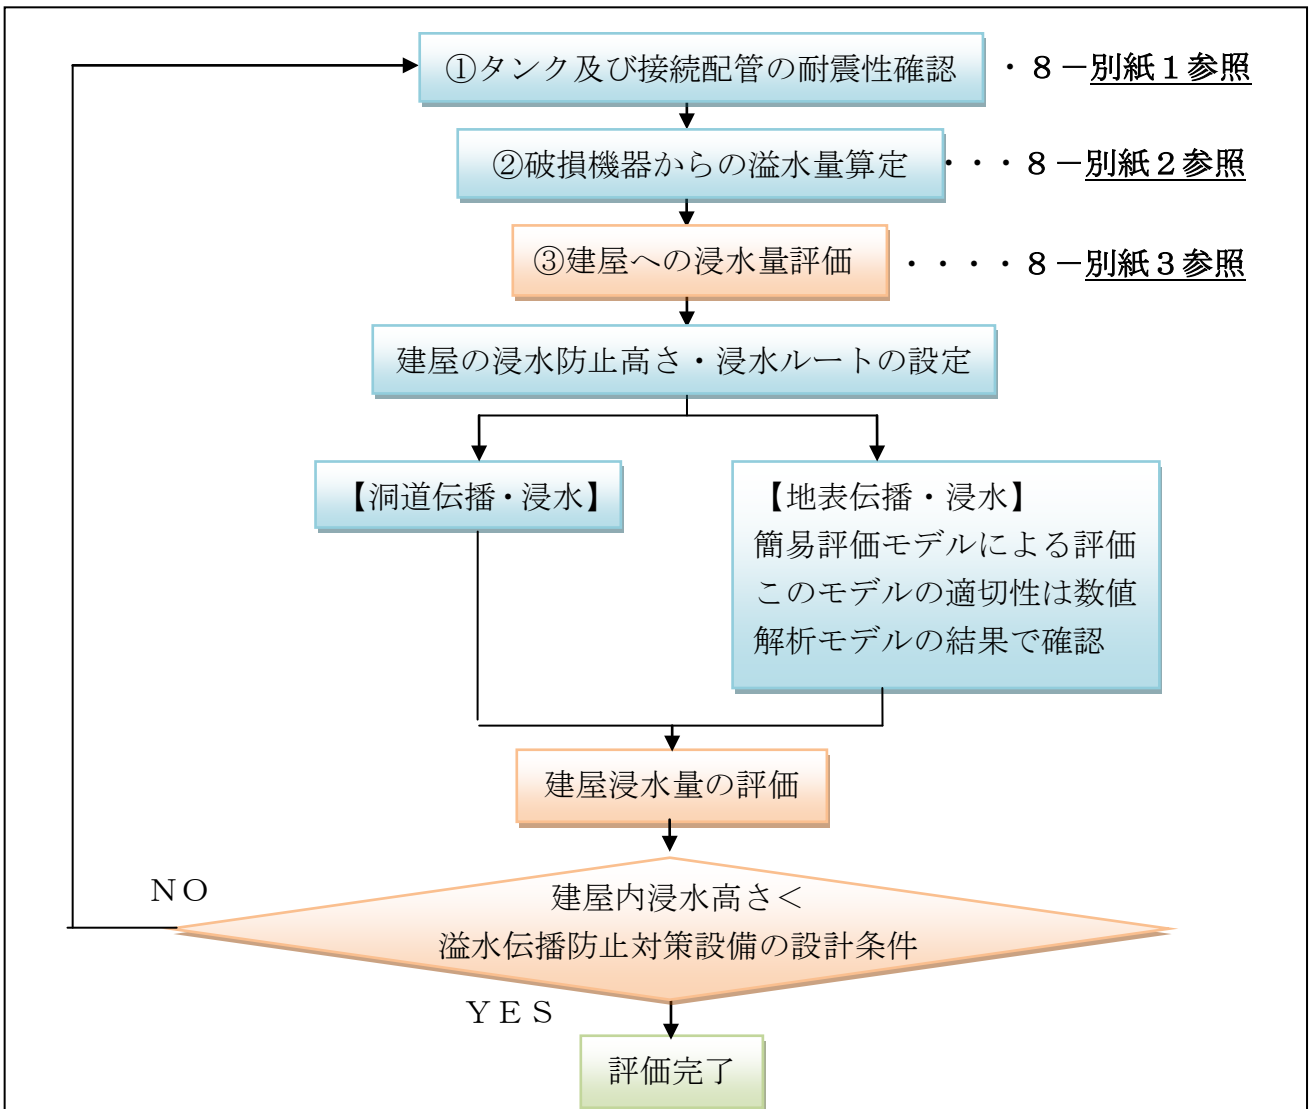 ①タンク及び接続配管の耐震性確認 ・８－別紙１参照
②破損機器からの溢水量算定 ・・・８－別紙２参照
③建屋への浸水量評価 ・・・・８－別紙３参照
建屋の浸水防止高さ・浸水ルートの設定
【洞道伝播・浸水】
【地表伝播・浸水】
簡易評価モデルによる評価
このモデルの適切性は数値
解析モデルの結果で確認
建屋浸水量の評価
ＮＯ
建屋内浸水高さ＜
溢水伝播防止対策設備の設計条件
ＹＥＳ
評価完了